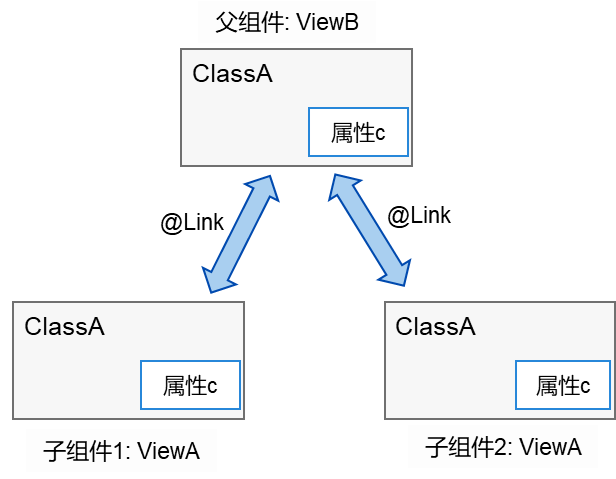 父组件: ViewB
ClassA
属性c
@Link
@Link
ClassA
属性c
子组件1: ViewA
ClassA
属性c
子组件2: ViewA